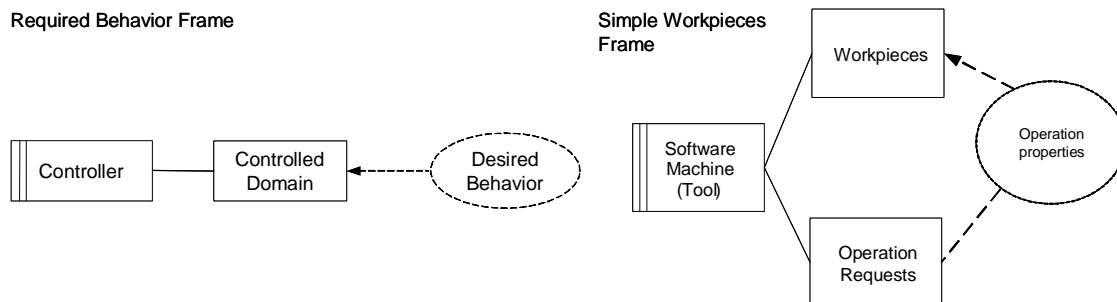 Required Behavior Frame
Controller
Controlled
Domain
Desired
Behavior
Simple Workpieces
Frame
Workpieces
Software
Machine
(Tool)
Operation
properties
Operation
Requests